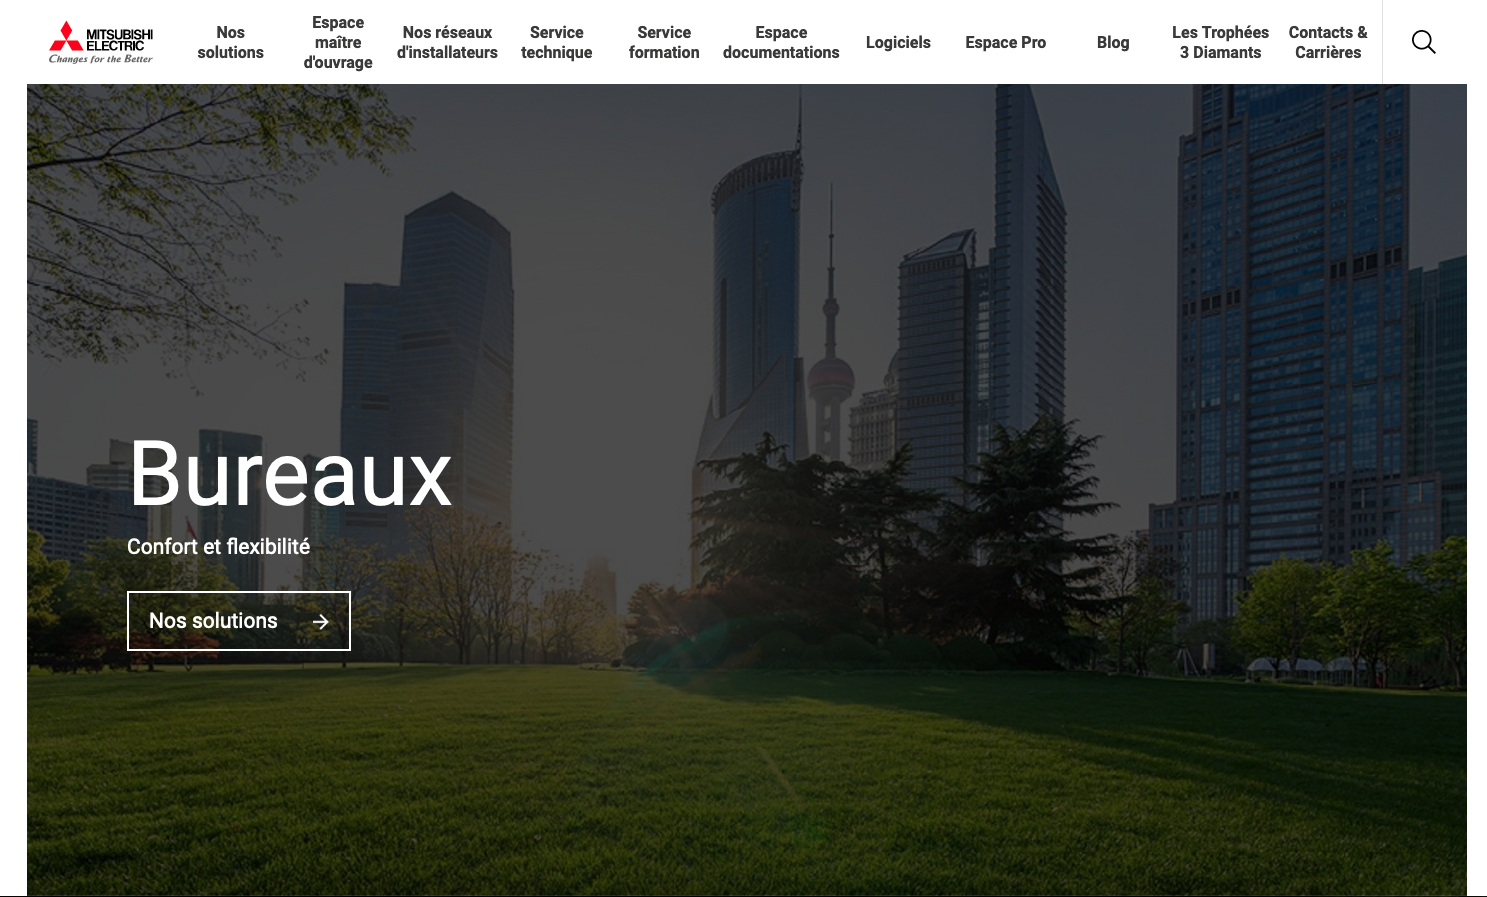 MITSUBISHI
ELECTRIC
Changes for the Better
Nos
solutions
Espace
maître
d'ouvrage
Nos réseaux
d'installateurs
Service
technique
Service
formation
Espace
documentations
Logiciels
Espace Pro
Blog
Les Trophées
3 Diamants
Contacts &
Carrières
Bureaux
Confort et flexibilité
Nos solutions